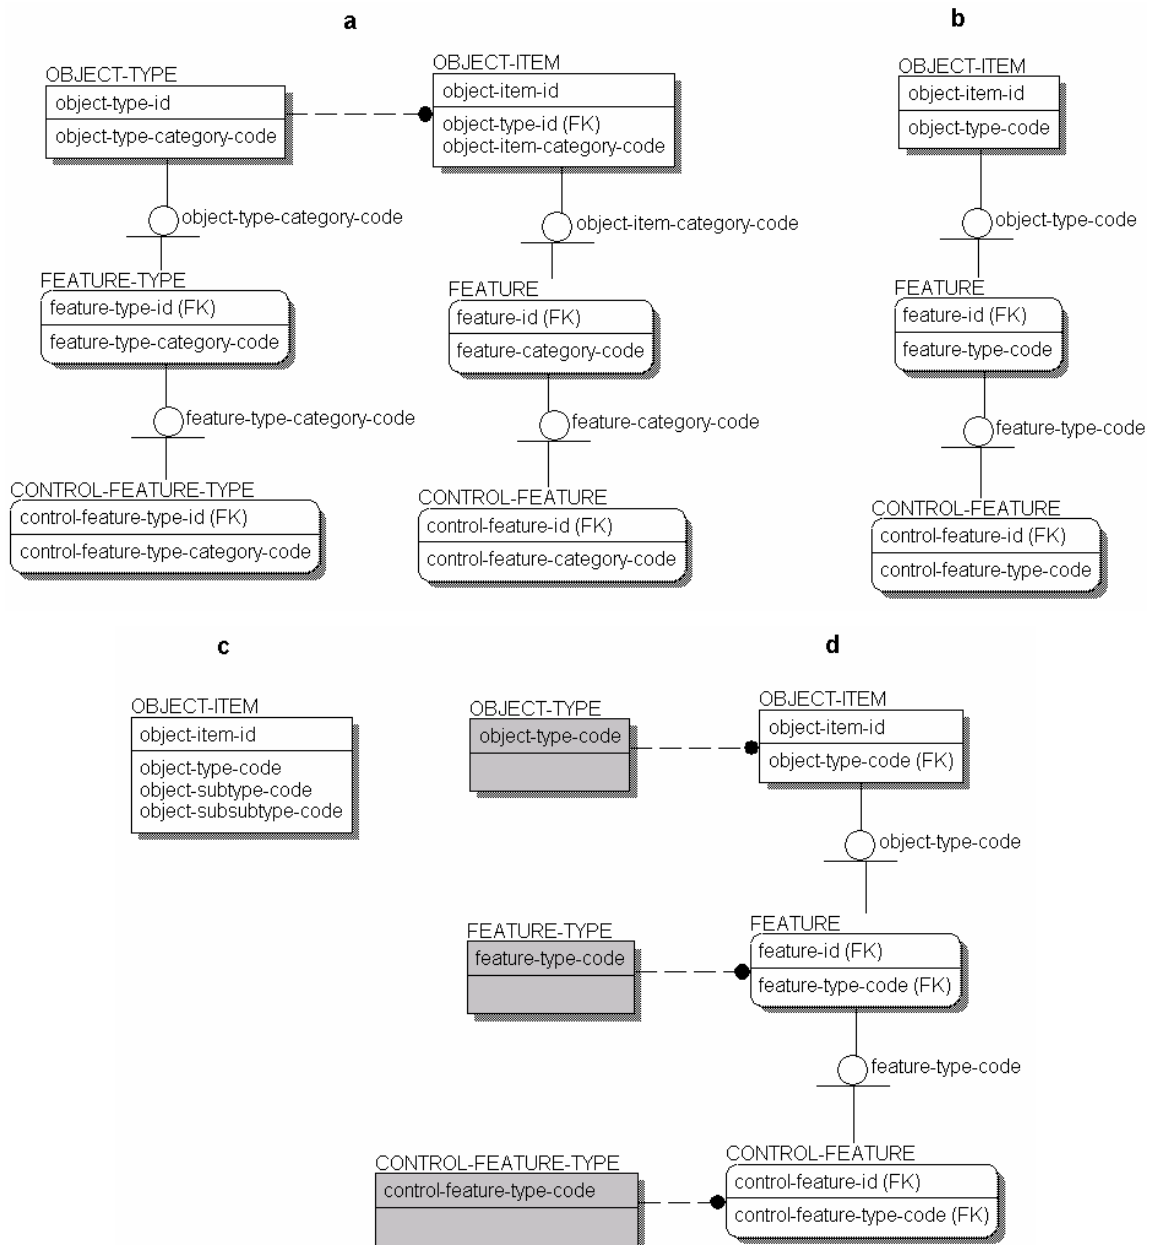 a
b
OBJECT-TYPE
object-type-id
object-type-category-code
OBJECT-ITEM
object-item-id
object-type-id (FK)
object-item-category-code
object-type-category-code
object-item-category-code
FEATURE-TYPE
feature-type-id (FK)
feature-type-category-code
FEATURE
feature-id (FK)
feature-category-code
feature-type-category-code
feature-category-code
CONTROL-FEATURE-TYPE
control-feature-type-id (FK)
control-feature-type-category-code
CONTROL-FEATURE
control-feature-id (FK)
control-feature-category-code
OBJECT-ITEM
object-item-id
object-type-code
object-type-code
FEATURE
feature-id (FK)
feature-type-code
feature-type-code
CONTROL-FEATURE
control-feature-id (FK)
control-feature-type-code
c
d
OBJECT-ITEM
object-item-id
object-type-code
object-subtype-code
object-subsubtype-code
OBJECT-TYPE
object-type-code
OBJECT-ITEM
object-item-id
object-type-code (FK)
object-type-code
FEATURE-TYPE
feature-type-code
FEATURE
feature-id (FK)
feature-type-code (FK)
feature-type-code
CONTROL-FEATURE-TYPE
control-feature-type-code
CONTROL-FEATURE
control-feature-id (FK)
control-feature-type-code (FK)